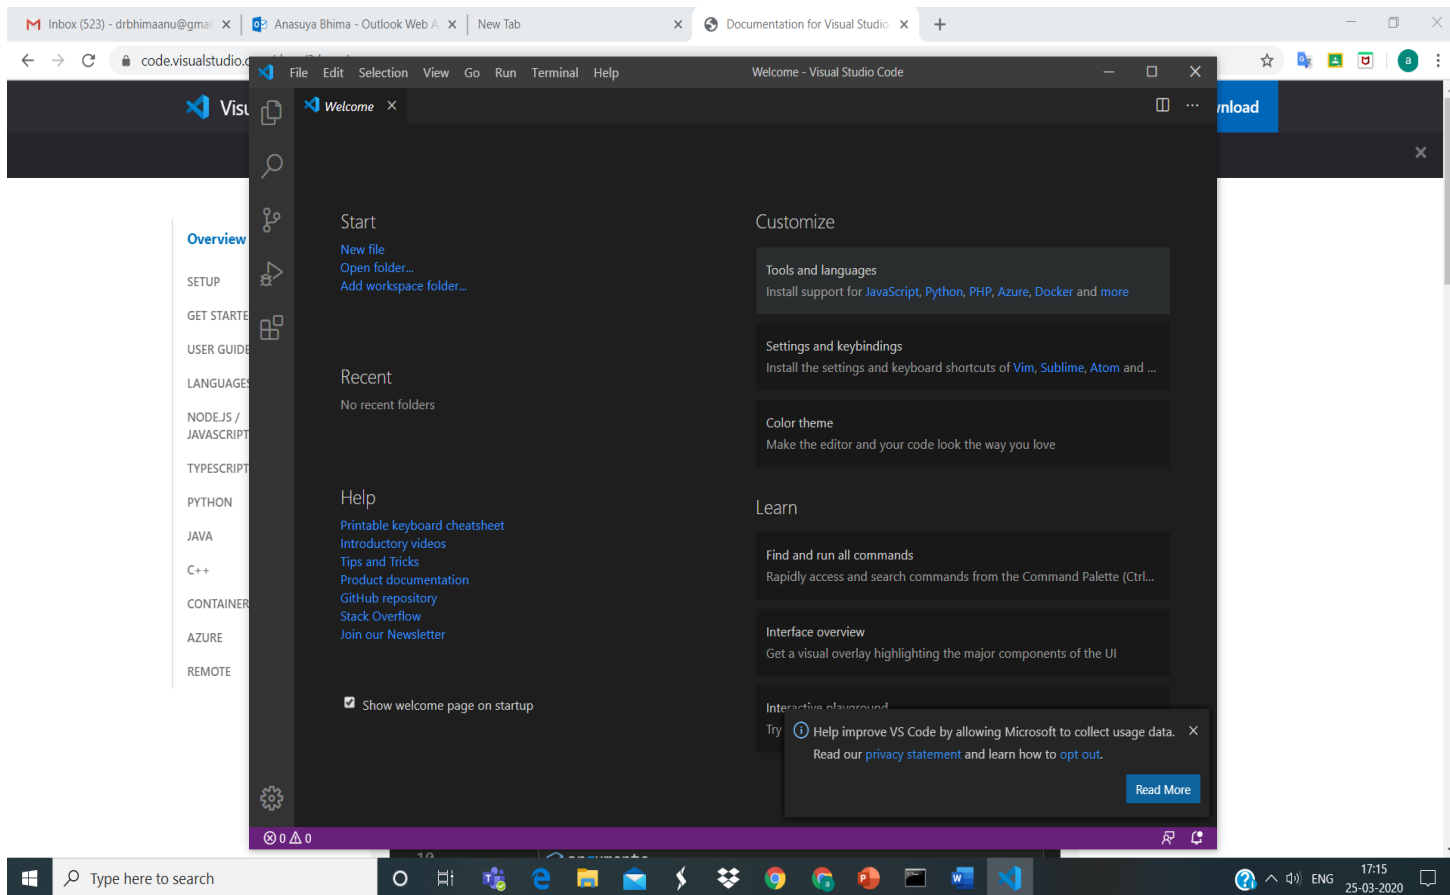 Inbox (523) - drbhimaanu@gmai
Anasuya Bhima - Outlook Web A
New Tab
Documentation for Visual Studio
code.visualstudio.c
a
File Edit Selection View Go Run Terminal Help
Welcome - Visual Studio Code
Visu
Welcome
nload
Overview
SETUP
GET STARTE
USER GUIDE
LANGUAGES
NODE.JS /
JAVASCRIPT
TYPESCRIPT
PYTHON
JAVA
C++
CONTAINER
AZURE
REMOTE
Start
New file
Open folder...
Add workspace folder...
Recent
No recent folders
Help
Printable keyboard cheatsheet
Introductory videos
Tips and Tricks
Product documentation
GitHub repository
Stack Overflow
Join our Newsletter
Show welcome page on startup
Customize
Tools and languages
Install support for JavaScript, Python, PHP, Azure, Docker and more
Settings and keybindings
Install the settings and keyboard shortcuts of Vim, Sublime, Atom and ...
Color theme
Make the editor and your code look the way you love
Learn
Find and run all commands
Rapidly access and search commands from the Command Palette (Ctrl...
Interface overview
Get a visual overlay highlighting the major components of the UI
Interactive playground
Try
Help improve VS Code by allowing Microsoft to collect usage data.
Read our privacy statement and learn how to opt out.
Read More
0 0
Type here to search
ENG
17:15
25-03-2020